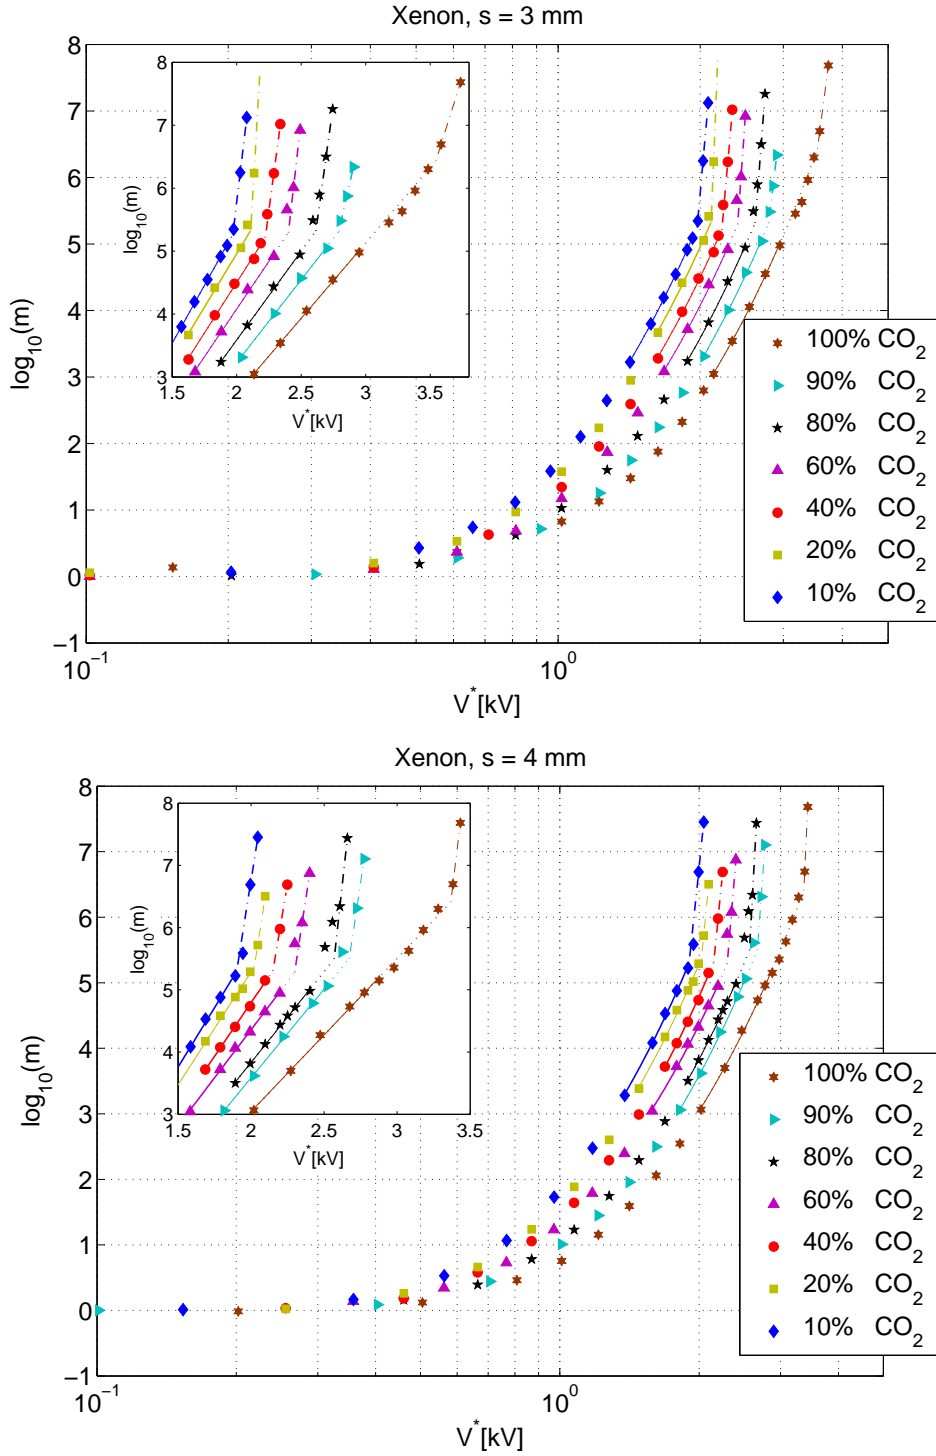 Xenon, s = 3 mm
8
7
6
5
4
3
2
1
0
−1
log10(m)
10−1
100
V*[kV]
8
7
6
5
4
3
log10(m)
1.5 2 2.5 3 3.5
V*[kV]
100% CO2
90% CO2
80% CO2
60% CO2
40% CO2
20% CO2
10% CO2
Xenon, s = 4 mm
8
7
6
5
4
3
2
1
0
−1
log10(m)
10−1
100
V*[kV]
8
7
6
5
4
3
log10(m)
1.5 2 2.5 3 3.5
V*[kV]
100% CO2
90% CO2
80% CO2
60% CO2
40% CO2
20% CO2
10% CO2